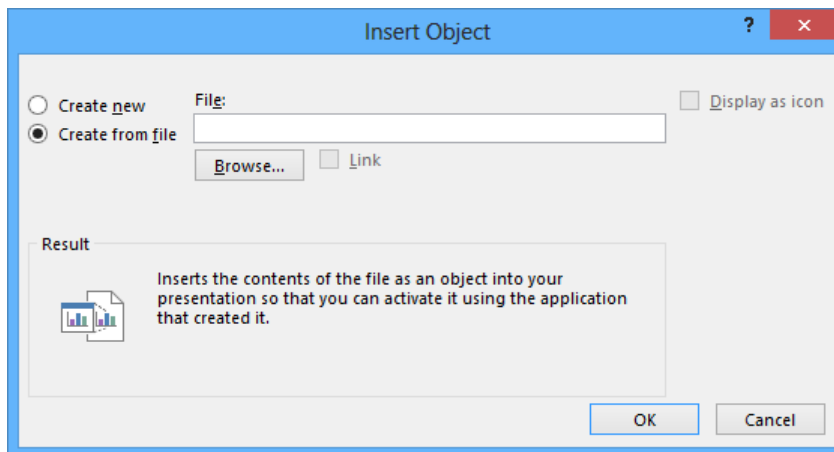 Insert Object
?
Create new
Create from file
File:
Browse...
Link
Display as icon
Result
Inserts the contents of the file as an object into your
presentation so that you can activate it using the application
that created it.
OK
Cancel